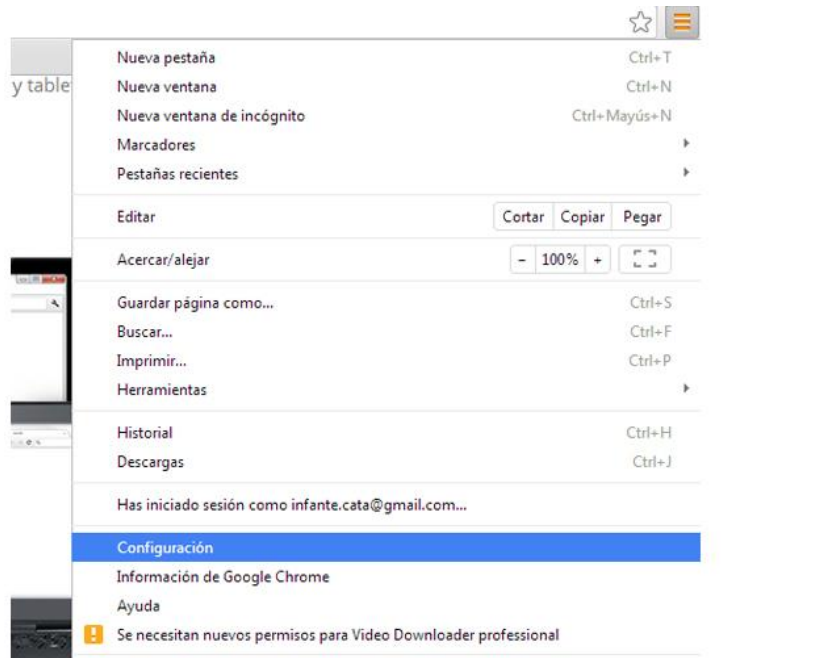 Nueva pestaña Ctrl+T
y table
Nueva ventana Ctrl+N
Nueva ventana de incógnito Ctrl+Mayús+N
Marcadores
Pestañas recientes
Editar Cortar Copiar Pegar
Acercar/alejar - 100% +
Guardar página como... Ctrl+S
Buscar... Ctrl+F
Imprimir... Ctrl+P
Herramientas
Historial Ctrl+H
Descargas Ctrl+J
Has iniciado sesión como infante.cata@gmail.com...
Configuración
Información de Google Chrome
Ayuda
Se necesitan nuevos permisos para Video Downloader professional